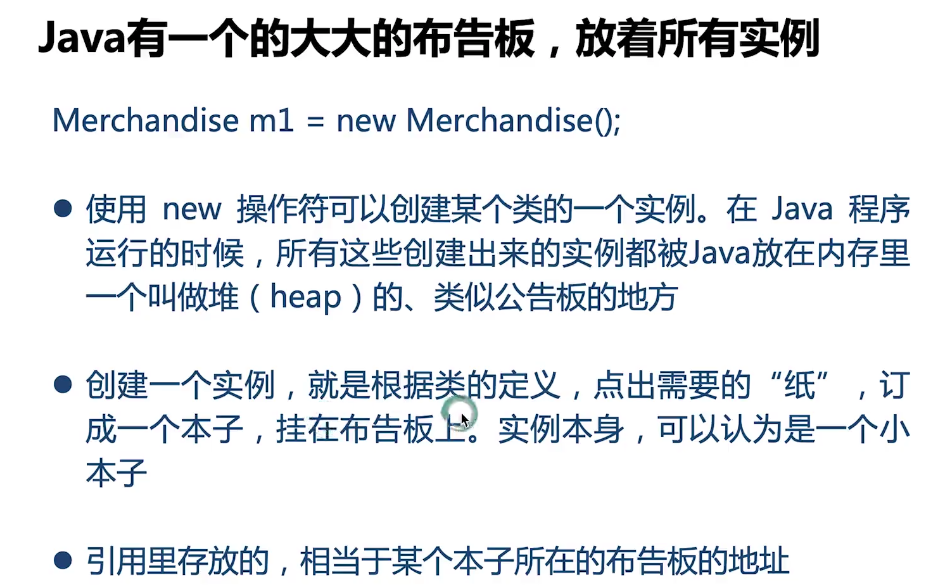 Java有一个的大大的布告板，放着所有实例
Merchandise m1 = new Merchandise();
● 使用 new 操作符可以创建某个类的一个实例。在 Java 程序
运行的时候，所有这些创建出来的实例都被Java放在内存里
一个叫做堆（heap）的、类似公告板的地方
● 创建一个实例，就是根据类的定义，点出需要的“纸”，订
成一个本子，挂在布告板上。实例本身，可以认为是一个小
本子
● 引用里存放的，相当于某个本子所在的布告板的地址